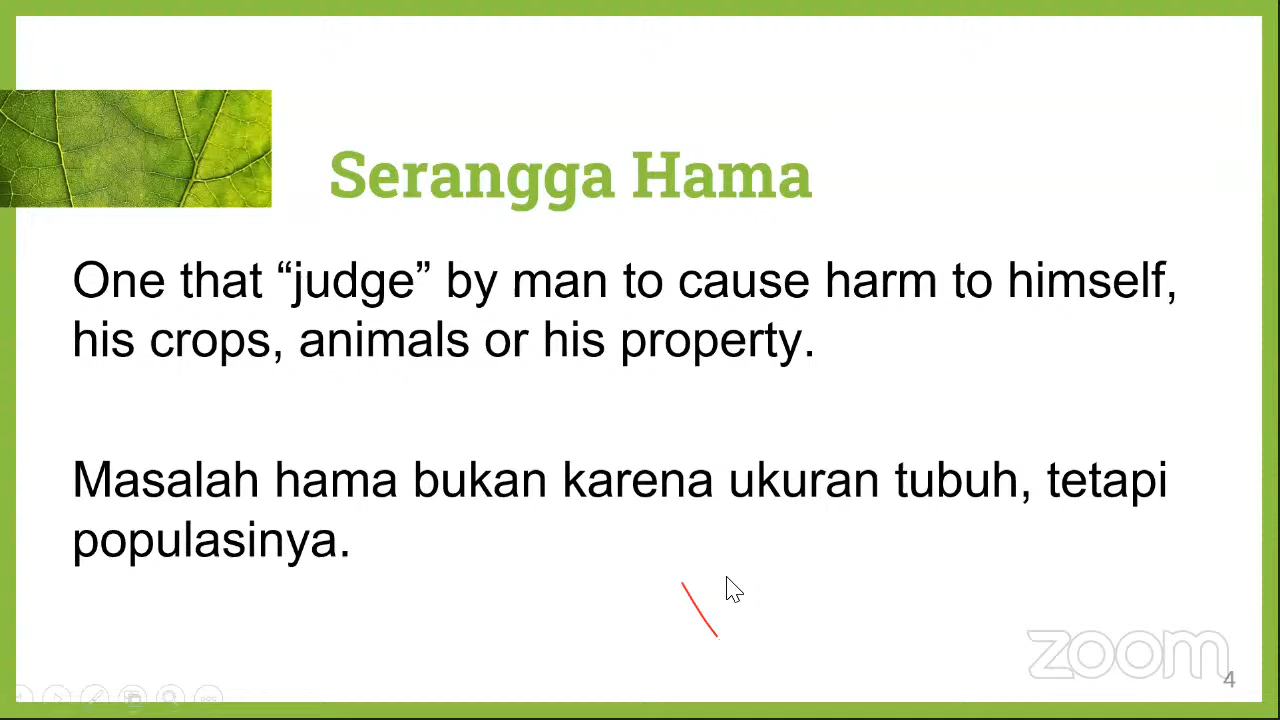 Serangga Hama
One that “judge” by man to cause harm to himself,
his crops, animals or his property.
Masalah hama bukan karena ukuran tubuh, tetapi
populasinya.
zoom
4